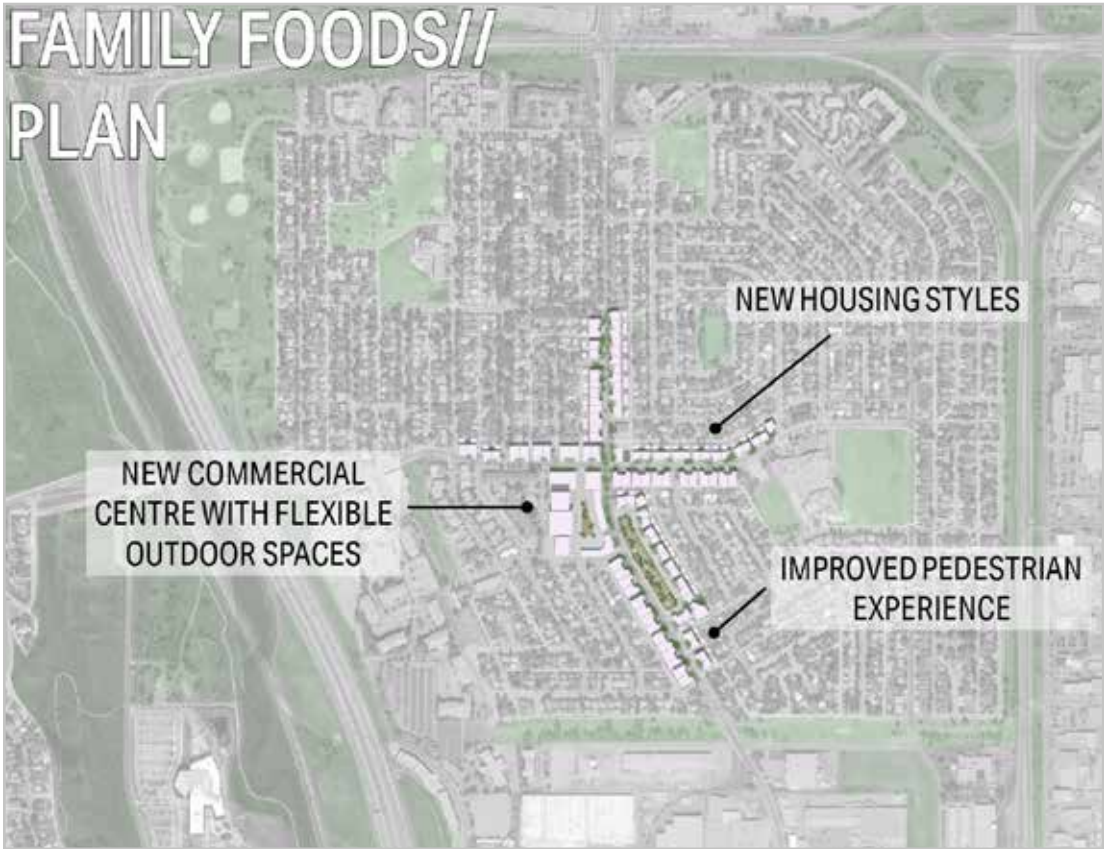 FAMILY FOODS//
PLAN
NEW HOUSING STYLES
NEW COMMERCIAL
CENTRE WITH FLEXIBLE
OUTDOOR SPACES
IMPROVED PEDESTRIAN
EXPERIENCE